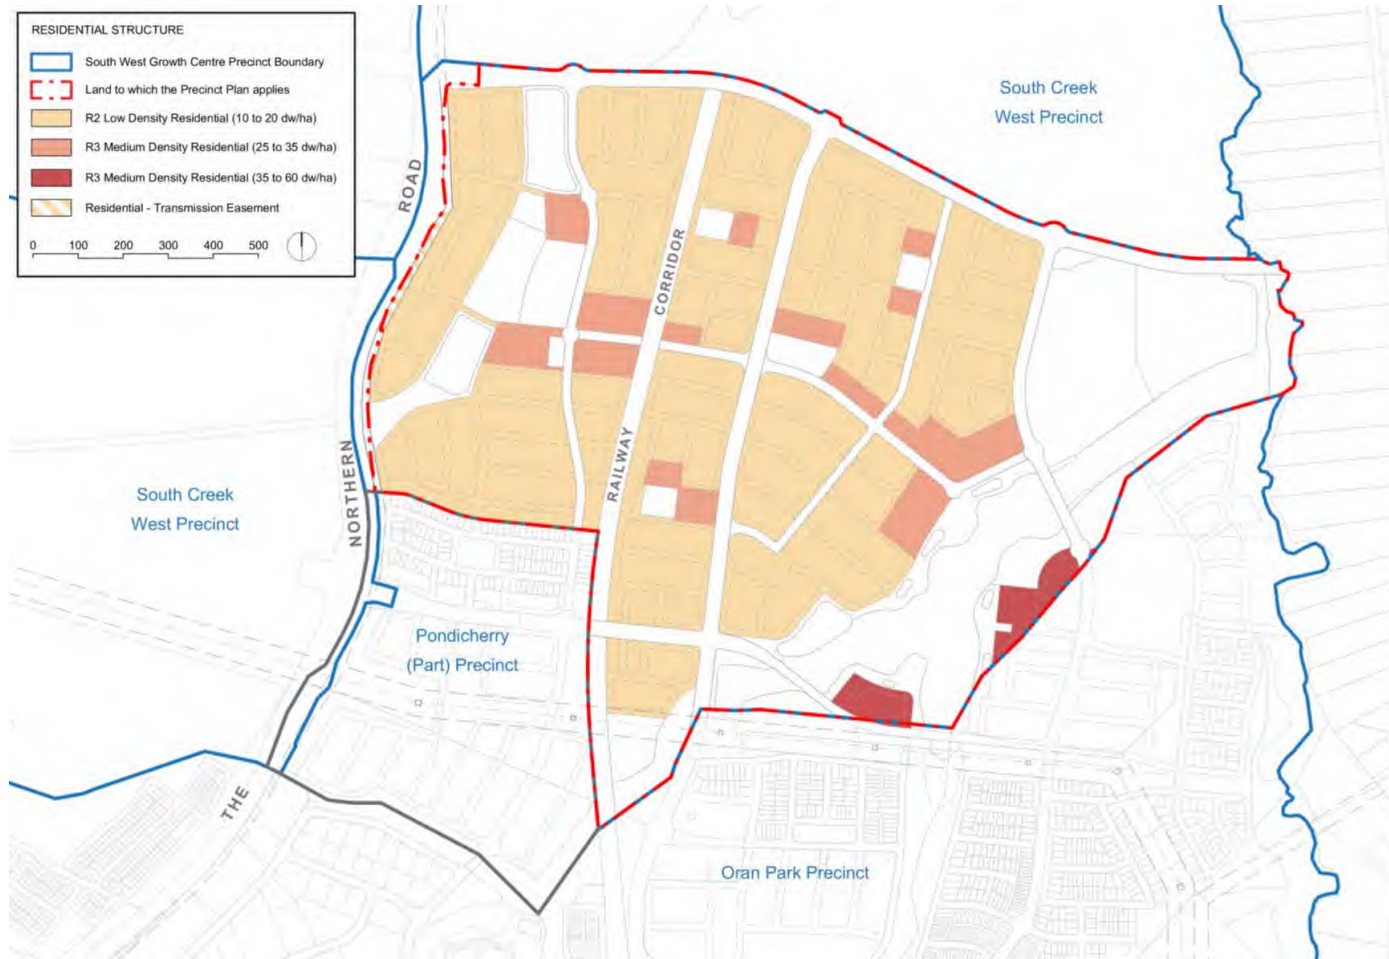 RESIDENTIAL STRUCTURE
South West Growth Centre Precinct Boundary
Land to which the Precinct Plan applies
R2 Low Density Residential (10 to 20 dw/ha)
R3 Medium Density Residential (25 to 35 dw/ha)
R3 Medium Density Residential (35 to 60 dw/ha)
Residential - Transmission Easement
0 100 200 300 400 500
South Creek
West Precinct
THE NORTHERN ROAD
RAILWAY CORRIDOR
South Creek
West Precinct
Pondicherry
(Part) Precinct
Oran Park Precinct